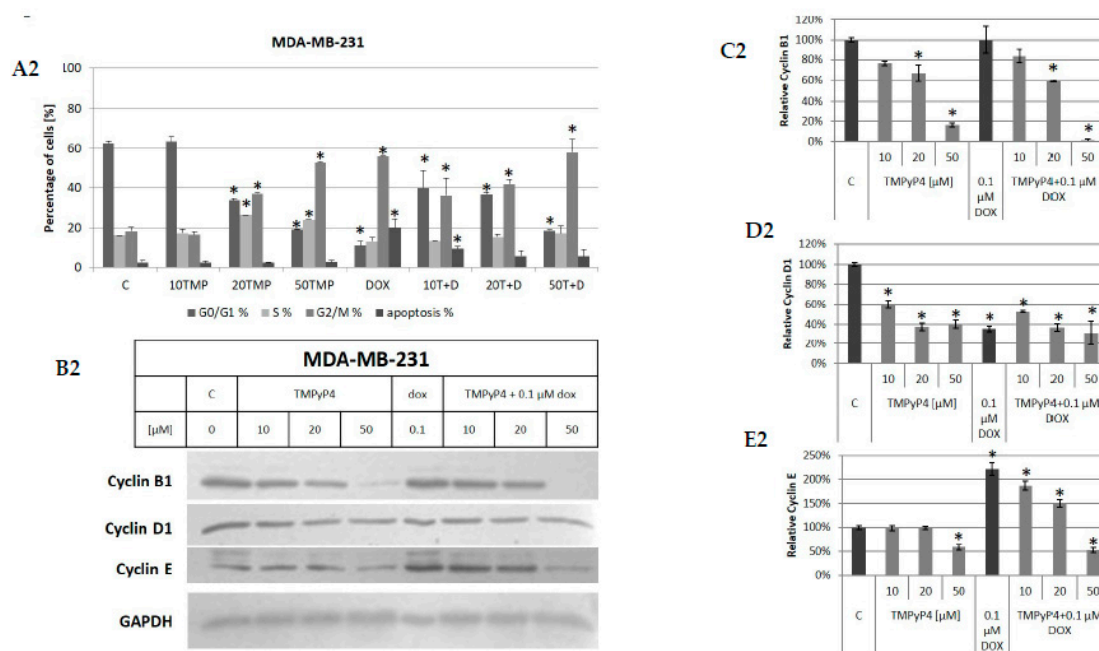 A2
MDA-MB-231
Percentage of cells [%]
100
80
60
40
20
0
* * * * * * * * * * * * * * * *
C 10TMP 20TMP 50TMP DOX 10T+D 20T+D 50T+D
G0/G1 % S % G2/M % apoptosis %
B2
MDA-MB-231
C TMPyP4 dox TMPyP4 + 0.1 µM dox
[µM] 0 10 20 50 0.1 10 20 50
Cyclin B1
Cyclin D1
Cyclin E
GAPDH
C2
Relative Cyclin B1
120%
100%
80%
60%
40%
20%
0%
* * * *
10 20 50 10 20 50
C TMPyP4 [µM] 0.1 µM DOX TMPyP4+0.1 µM DOX
D2
Relative Cyclin D1
120%
100%
80%
60%
40%
20%
0%
* * * * * * *
10 20 50 10 20 50
C TMPyP4 [µM] 0.1 µM DOX TMPyP4+0.1 µM DOX
E2
Relative Cyclin E
250%
200%
150%
100%
50%
0%
* * * * *
10 20 50 10 20 50
C TMPyP4 [µM] 0.1 µM DOX TMPyP4+0.1 µM DOX